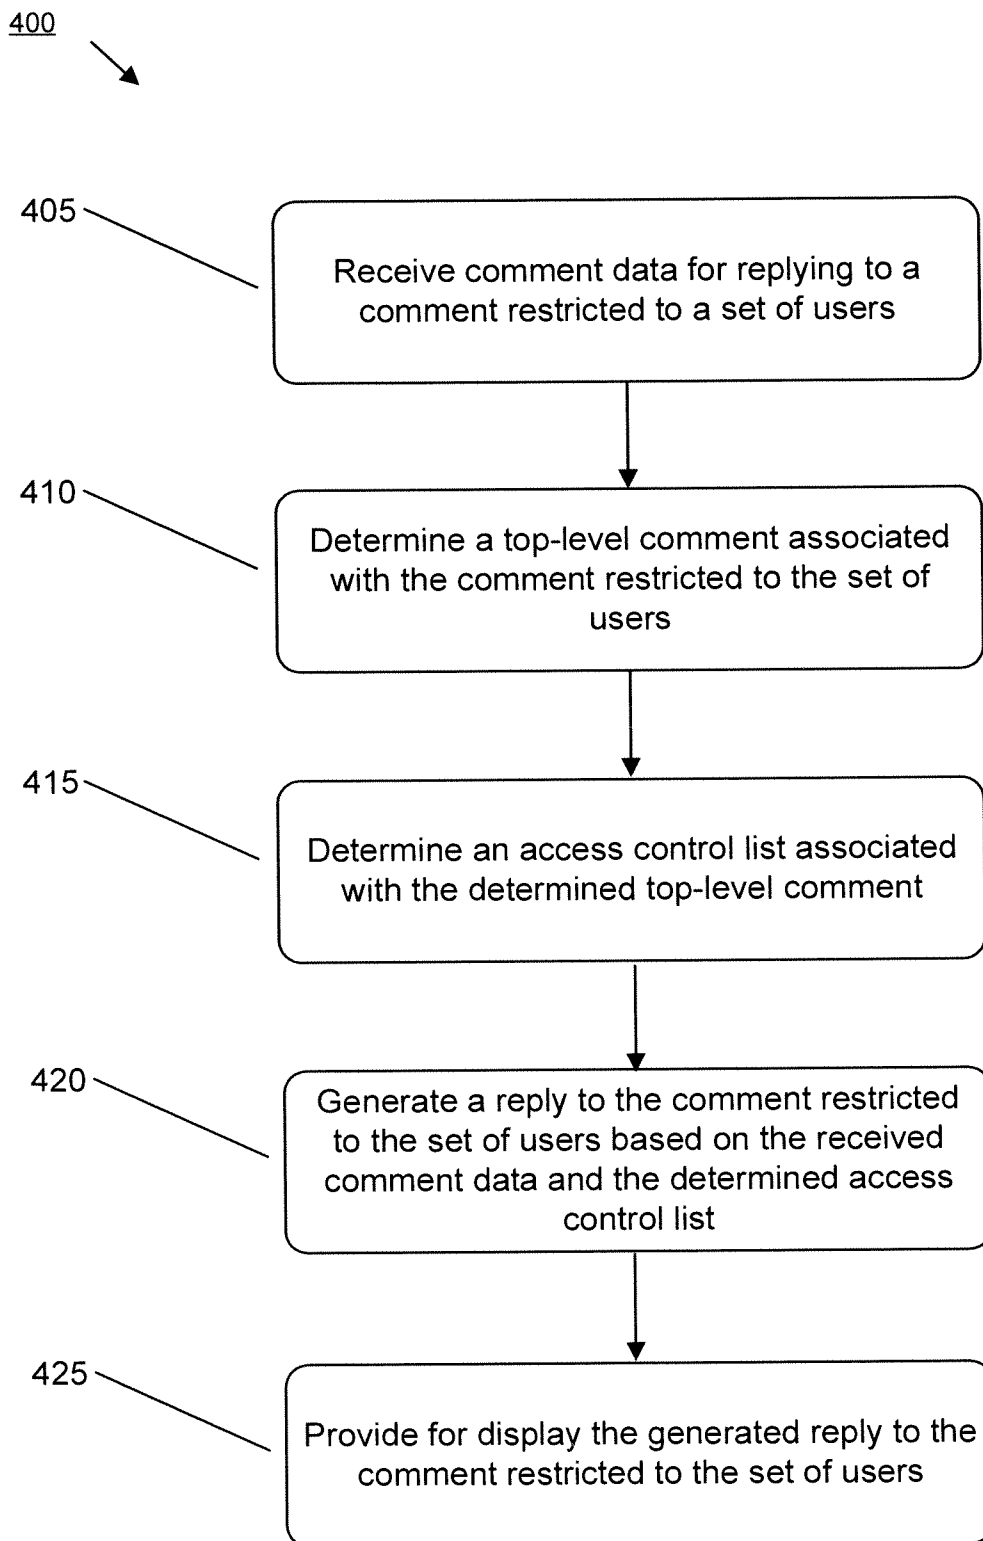 400
405
Receive comment data for replying to a
comment restricted to a set of users
410
Determine a top-level comment associated
with the comment restricted to the set of
users
415
Determine an access control list associated
with the determined top-level comment
420
Generate a reply to the comment restricted
to the set of users based on the received
comment data and the determined access
control list
425
Provide for display the generated reply to the
comment restricted to the set of users